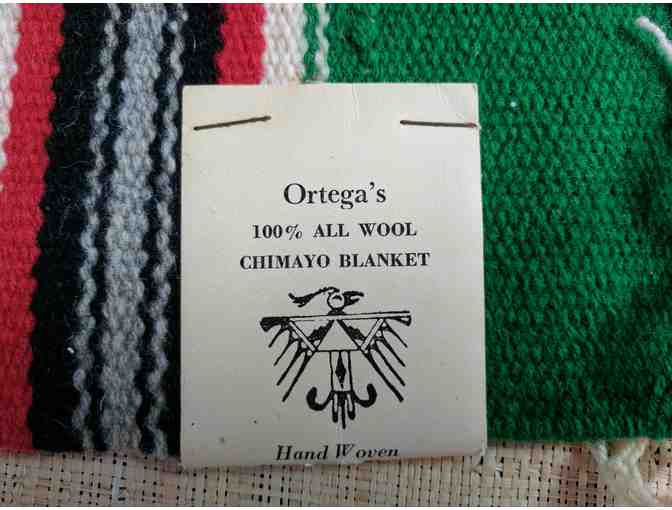 Ortega's
100% ALL WOOL
CHIMAYO BLANKET
Hand Woven